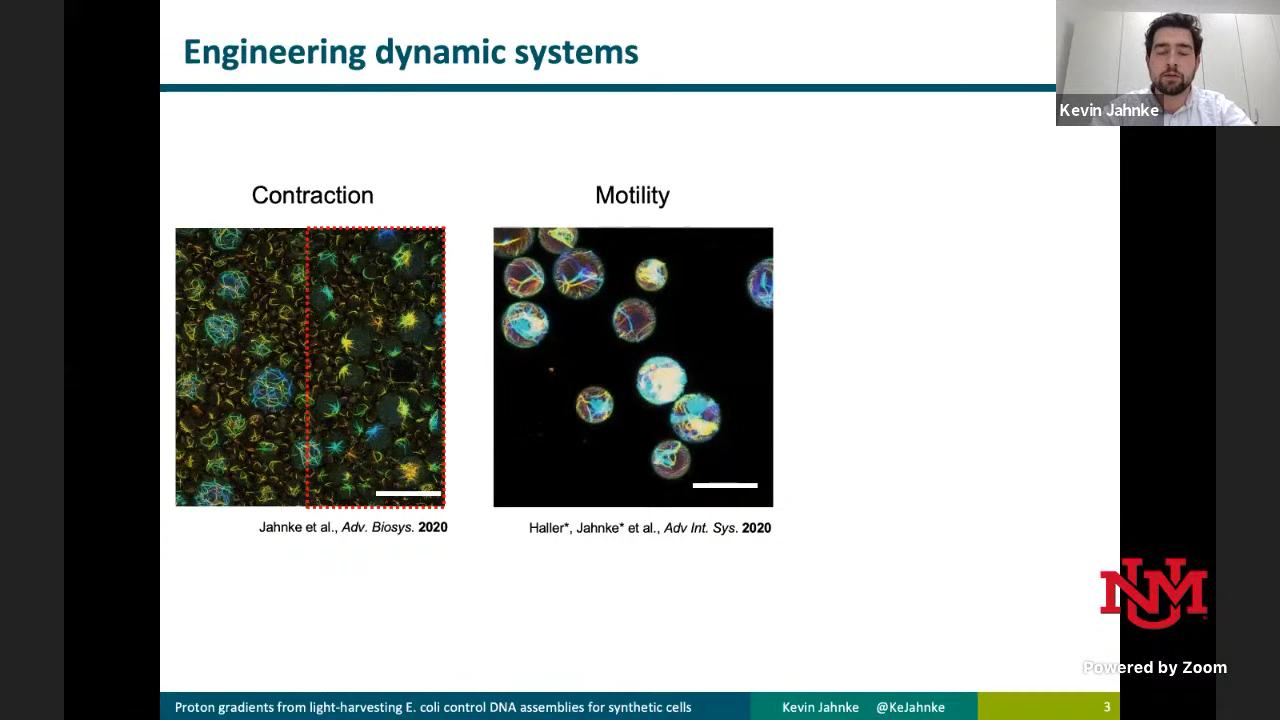 Engineering dynamic systems
Kevin Jahnke
Contraction
Motility
Jahnke et al., Adv. Biosys. 2020
Haller*, Jahnke* et al., Adv Int. Sys. 2020
UNM
Powered by Zoom
Proton gradients from light-harvesting E. coli control DNA assemblies for synthetic cells
Kevin Jahnke @KeJahnke
3